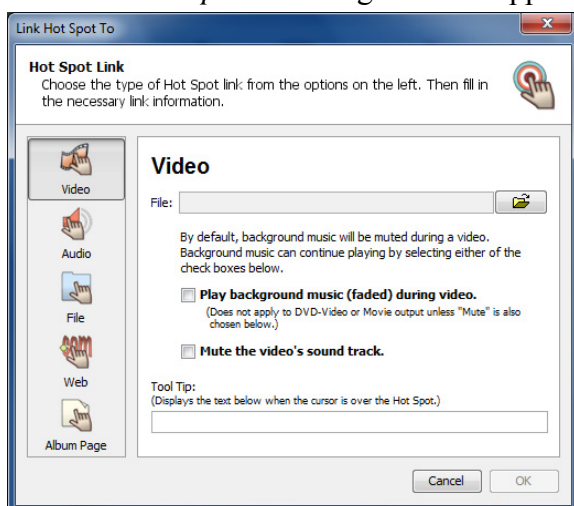 Link Hot Spot To
Hot Spot Link
Choose the type of Hot Spot link from the options on the left. Then fill in
the necessary link information.
Video
Audio
File
Web
Album Page
Video
File:
By default, background music will be muted during a video.
Background music can continue playing by selecting either of the
check boxes below.
Play background music (faded) during video.
(Does not apply to DVD-Video or Movie output unless "Mute" is also
chosen below.)
Mute the video's sound track.
Tool Tip:
(Displays the text below when the cursor is over the Hot Spot.)
Cancel
OK